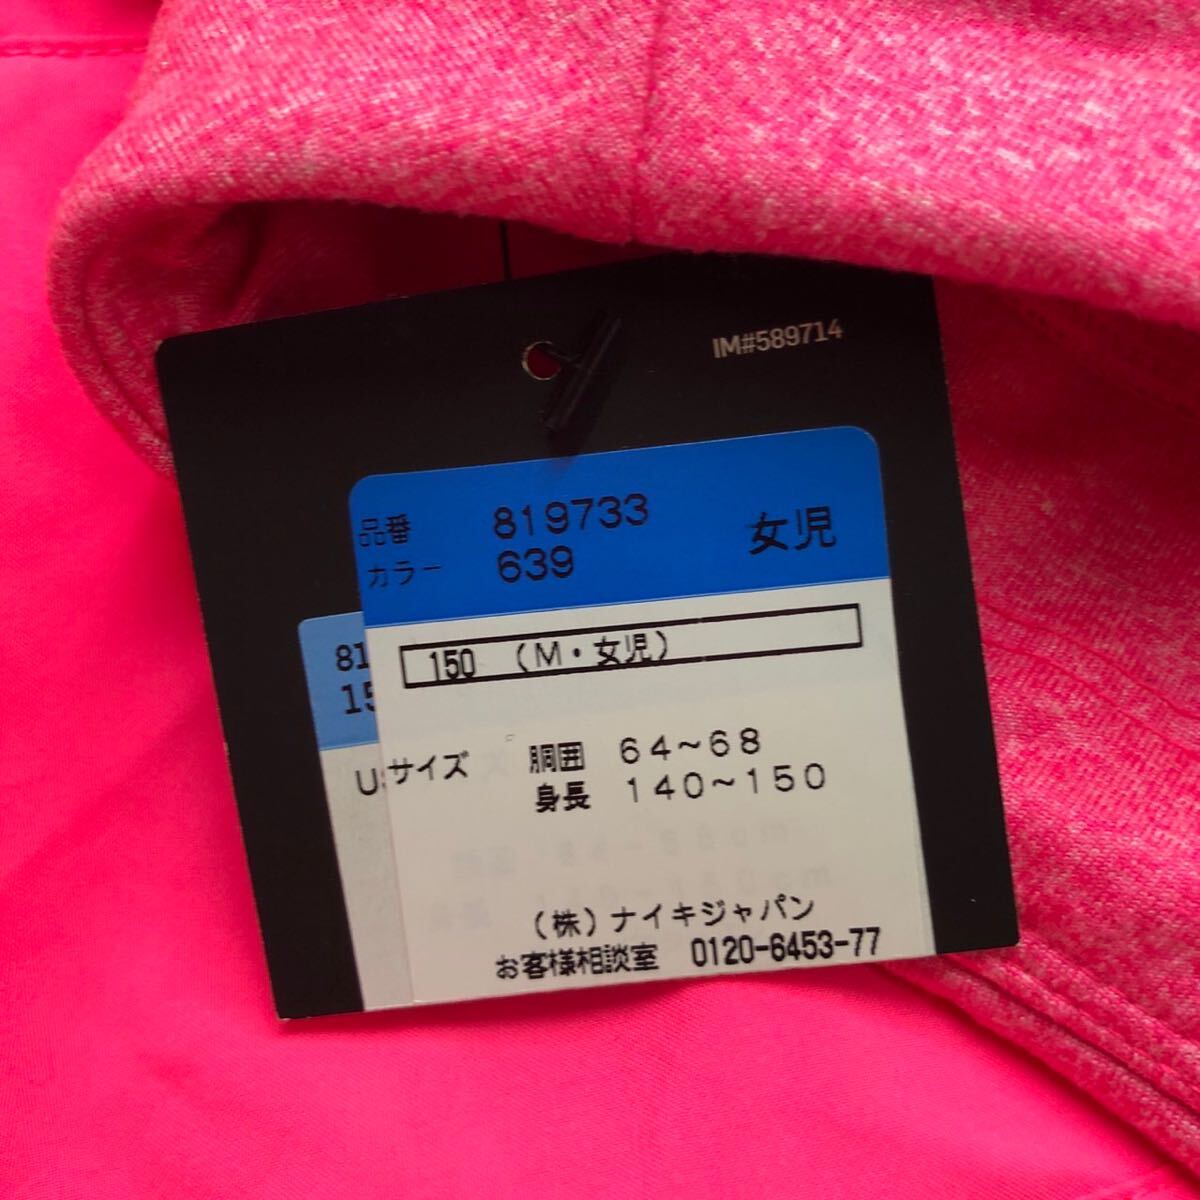 IM#589714
品番 819733 女児
カラー 639
150 (M・女児)
81
15
サイズ 胴囲 64~68
身長 140~150
(株)ナイキジャパン
お客様相談室 0120-6453-77